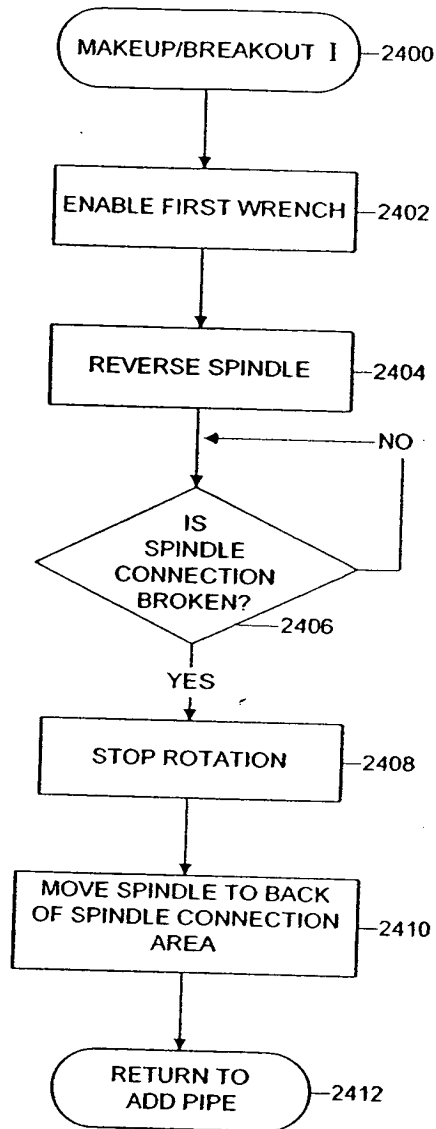 MAKEUP/BREAKOUT I
2400
ENABLE FIRST WRENCH
2402
REVERSE SPINDLE
2404
NO
IS
SPINDLE
CONNECTION
BROKEN?
2406
YES
STOP ROTATION
2408
MOVE SPINDLE TO BACK
OF SPINDLE CONNECTION
AREA
2410
RETURN TO
ADD PIPE
2412